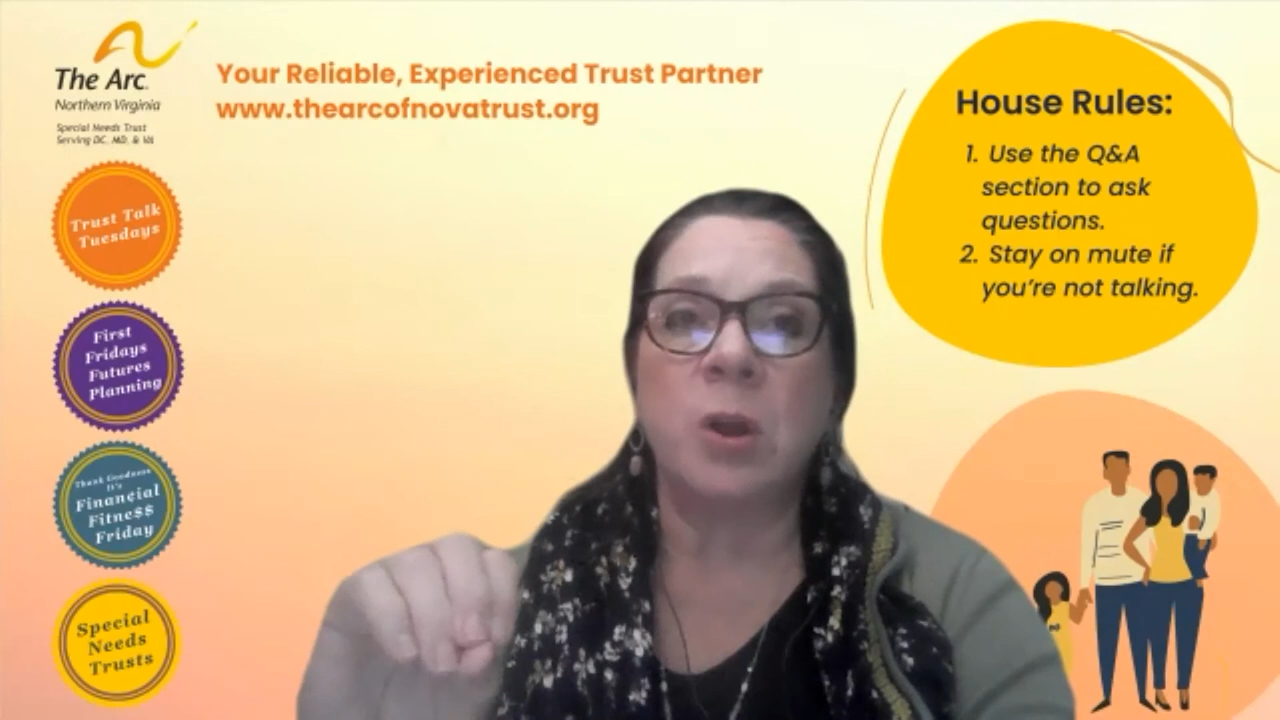 The Arc.
Northern Virginia
Special Needs Trust
Serving DC, MD, & VA
Your Reliable, Experienced Trust Partner
www.thearcofnovatrust.org
Trust Talk
Tuesdays
First
Fridays
Futures
Planning
Thank Goodness
It's
Financial
Fitne$$
Friday
Special
Needs
Trusts
House Rules:
1. Use the Q&A
section to ask
questions.
2. Stay on mute if
you're not talking.